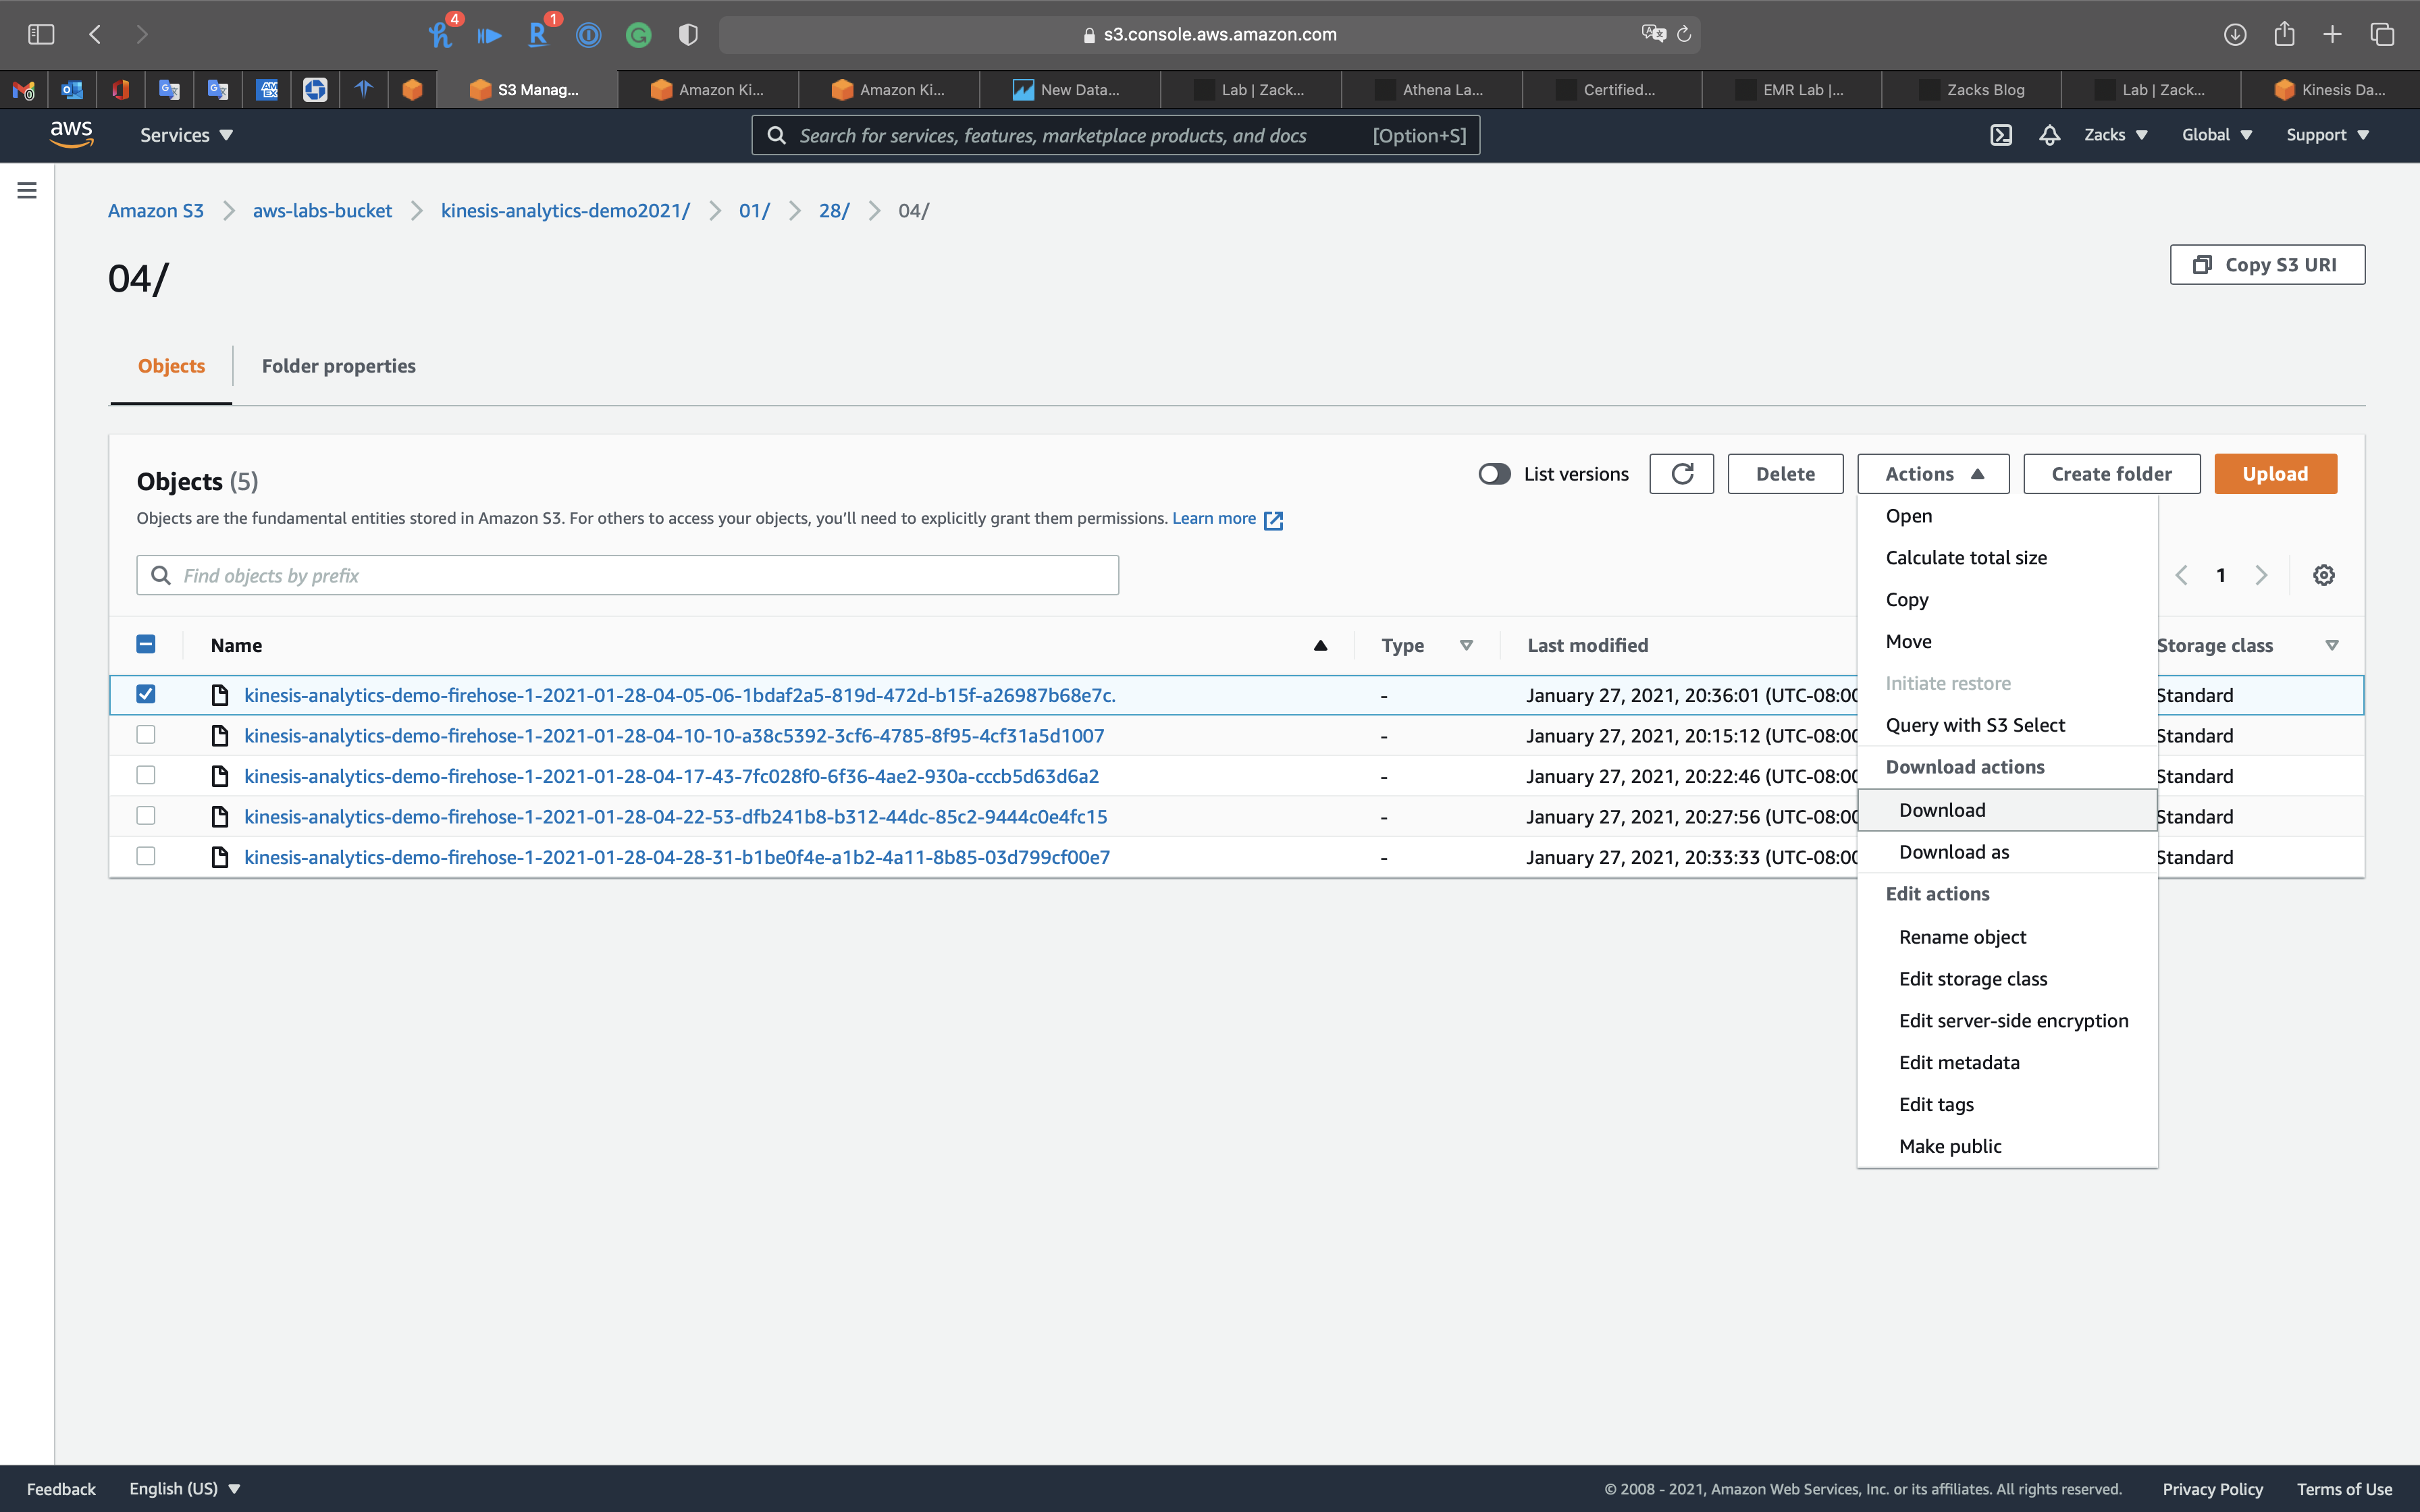 4
1
s3.console.aws.amazon.com
S3 Manag... Amazon Ki... Amazon Ki... New Data... Lab | Zack... Athena La... Certified... EMR Lab |... Zacks Blog Lab | Zack... Kinesis Da...
aws Services Search for services, features, marketplace products, and docs [Option+S] Zacks Global Support
Amazon S3 aws-labs-bucket kinesis-analytics-demo2021/ 01/ 28/ 04/
04/
Copy S3 URI
Objects Folder properties
Objects (5)
List versions Delete Actions Create folder Upload
Objects are the fundamental entities stored in Amazon S3. For others to access your objects, you’ll need to explicitly grant them permissions. Learn more
Find objects by prefix
1
Name Type Last modified Storage class
kinesis-analytics-demo-firehose-1-2021-01-28-04-05-06-1bdaf2a5-819d-472d-b15f-a26987b68e7c. - January 27, 2021, 20:36:01 (UTC-08:00 Standard
kinesis-analytics-demo-firehose-1-2021-01-28-04-10-10-a38c5392-3cf6-4785-8f95-4cf31a5d1007 - January 27, 2021, 20:15:12 (UTC-08:00 Standard
kinesis-analytics-demo-firehose-1-2021-01-28-04-17-43-7fc028f0-6f36-4ae2-930a-cccb5d63d6a2 - January 27, 2021, 20:22:46 (UTC-08:00 Standard
kinesis-analytics-demo-firehose-1-2021-01-28-04-22-53-dfb241b8-b312-44dc-85c2-9444c0e4fc15 - January 27, 2021, 20:27:56 (UTC-08:00 Standard
kinesis-analytics-demo-firehose-1-2021-01-28-04-28-31-b1be0f4e-a1b2-4a11-8b85-03d799cf00e7 - January 27, 2021, 20:33:33 (UTC-08:00 Standard
Open
Calculate total size
Copy
Move
Initiate restore
Query with S3 Select
Download actions
Download
Download as
Edit actions
Rename object
Edit storage class
Edit server-side encryption
Edit metadata
Edit tags
Make public
Feedback English (US) © 2008 - 2021, Amazon Web Services, Inc. or its affiliates. All rights reserved. Privacy Policy Terms of Use